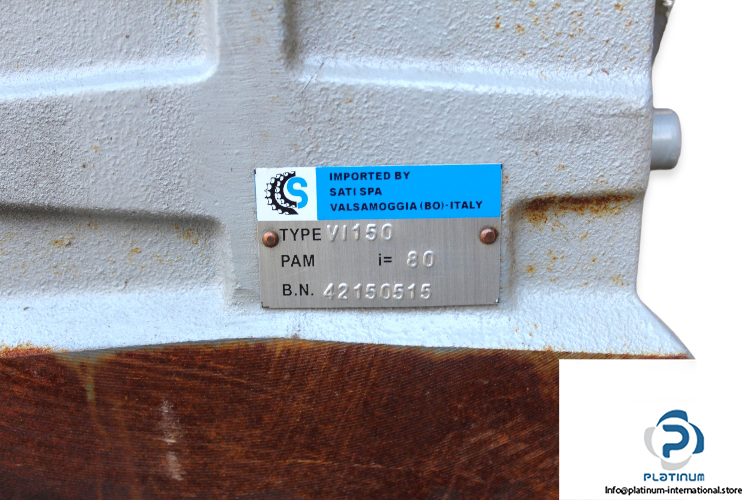 IMPORTED BY
SATI SPA
VALSAMOGGIA (BO)-ITALY
S
TYPE VI150
PAM i= 80
B.N. 42150515
P
PLATINUM
Info@platinum-international.store